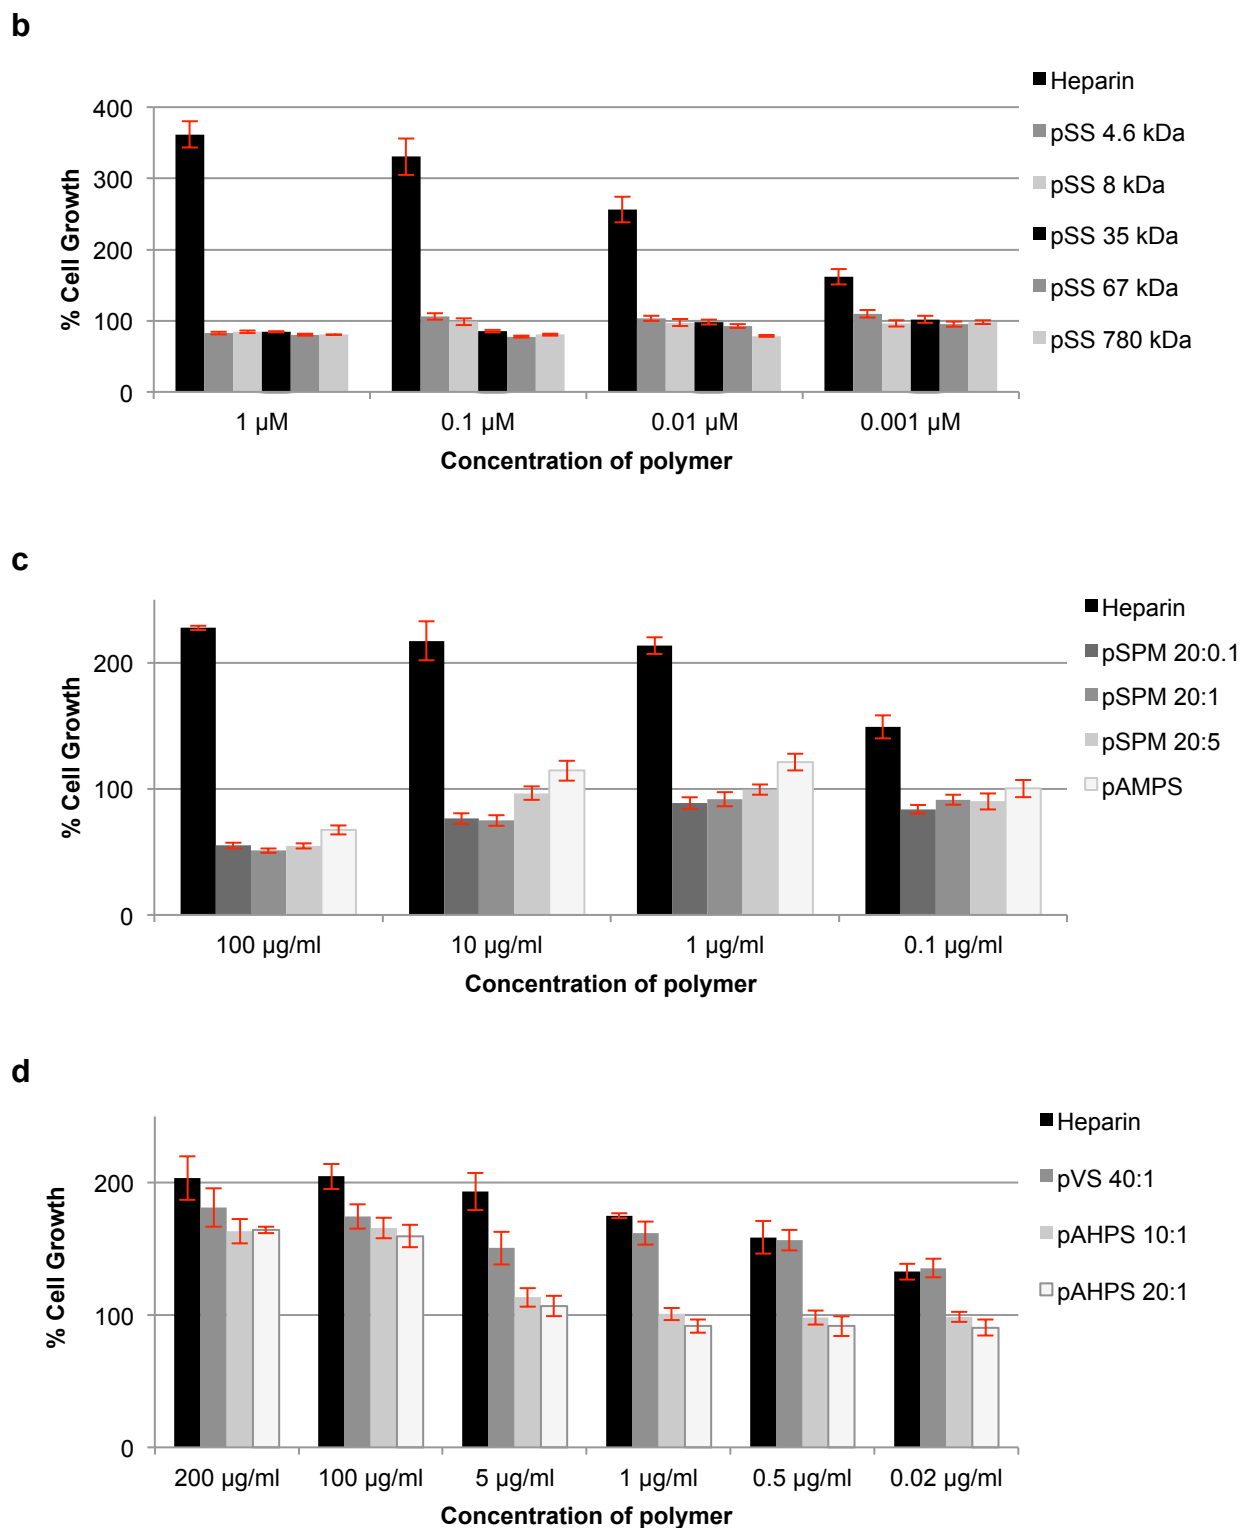 b
Heparin
pSS 4.6 kDa
pSS 8 kDa
pSS 35 kDa
pSS 67 kDa
pSS 780 kDa
% Cell Growth
400
300
200
100
0
1 µM 0.1 µM 0.01 µM 0.001 µM
Concentration of polymer
c
Heparin
pSPM 20:0.1
pSPM 20:1
pSPM 20:5
pAMPS
% Cell Growth
200
100
0
100 µg/ml 10 µg/ml 1 µg/ml 0.1 µg/ml
Concentration of polymer
d
Heparin
pVS 40:1
pAHPS 10:1
pAHPS 20:1
% Cell Growth
200
100
0
200 µg/ml 100 µg/ml 5 µg/ml 1 µg/ml 0.5 µg/ml 0.02 µg/ml
Concentration of polymer